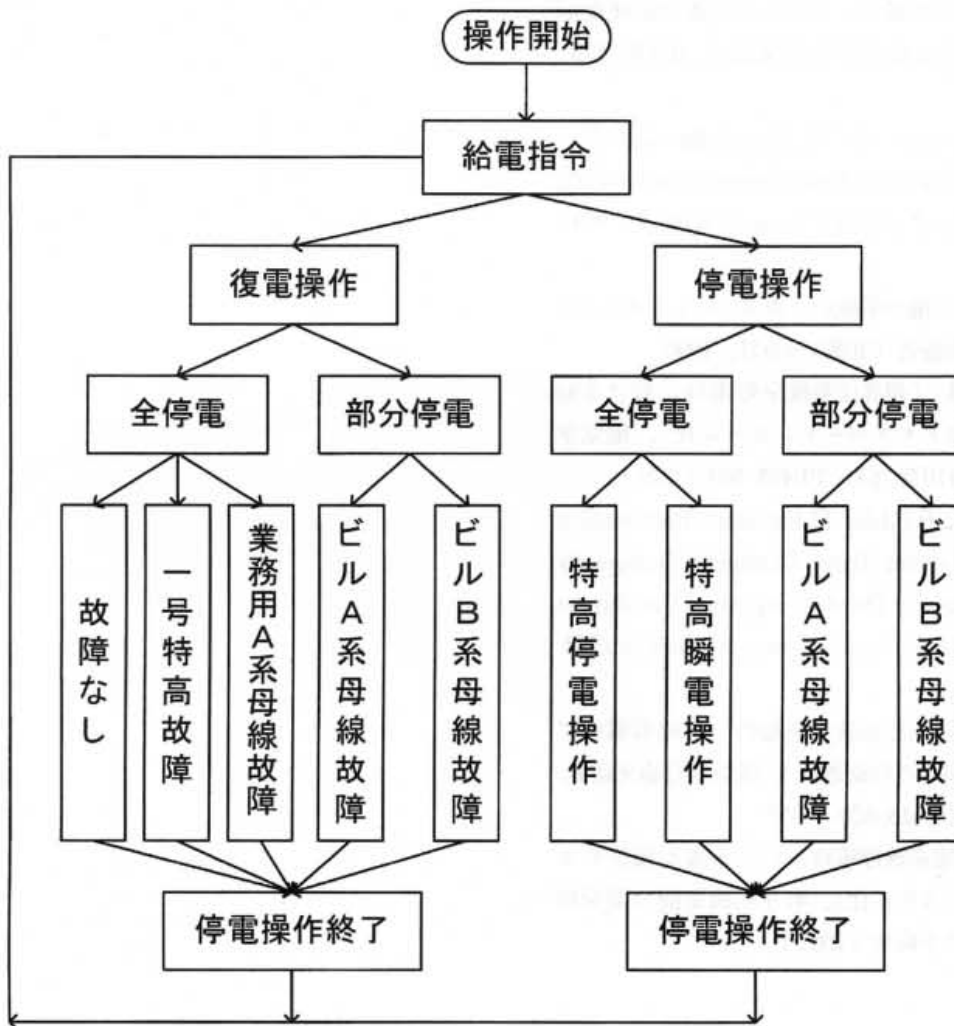 操作開始
給電指令
復電操作
停電操作
全停電
部分停電
全停電
部分停電
故障なし
一号特高故障
業務用A系母線故障
ビルA系母線故障
ビルB系母線故障
特高停電操作
特高瞬電操作
ビルA系母線故障
ビルB系母線故障
停電操作終了
停電操作終了